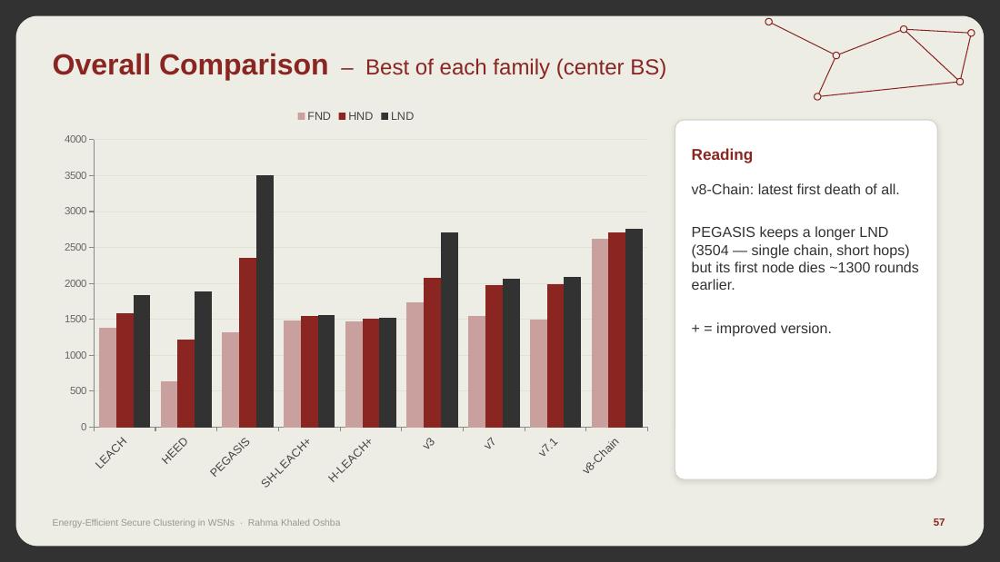 Overall Comparison – Best of each family (center BS)
FND HND LND
4000
3500
3000
2500
2000
1500
1000
500
0
LEACH
HEED
PEGASIS
SH-LEACH+
H-LEACH+
v3
v7
v7.1
v8-Chain
Reading
v8-Chain: latest first death of all.
PEGASIS keeps a longer LND
(3504 — single chain, short hops)
but its first node dies ~1300 rounds
earlier.
+ = improved version.
Energy-Efficient Secure Clustering in WSNs · Rahma Khaled Oshba
57